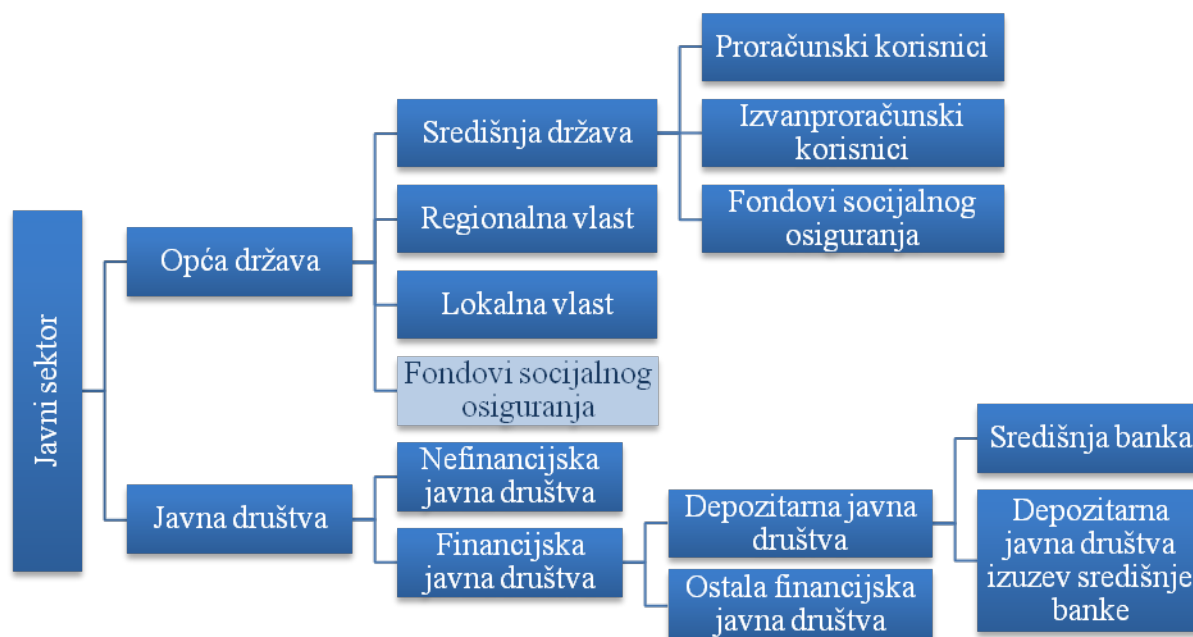 Javni sektor
Opća država
Središnja država
Proračunski korisnici
Izvanproračunski
korisnici
Fondovi socijalnog
osiguranja
Regionalna vlast
Lokalna vlast
Fondovi socijalnog
osiguranja
Javna društva
Nefinancijska
javna društva
Financijska
javna društva
Depozitarna javna
društva
Središnja banka
Depozitarna
javna društva
izuzev središnje
banke
Ostala financijska
javna društva